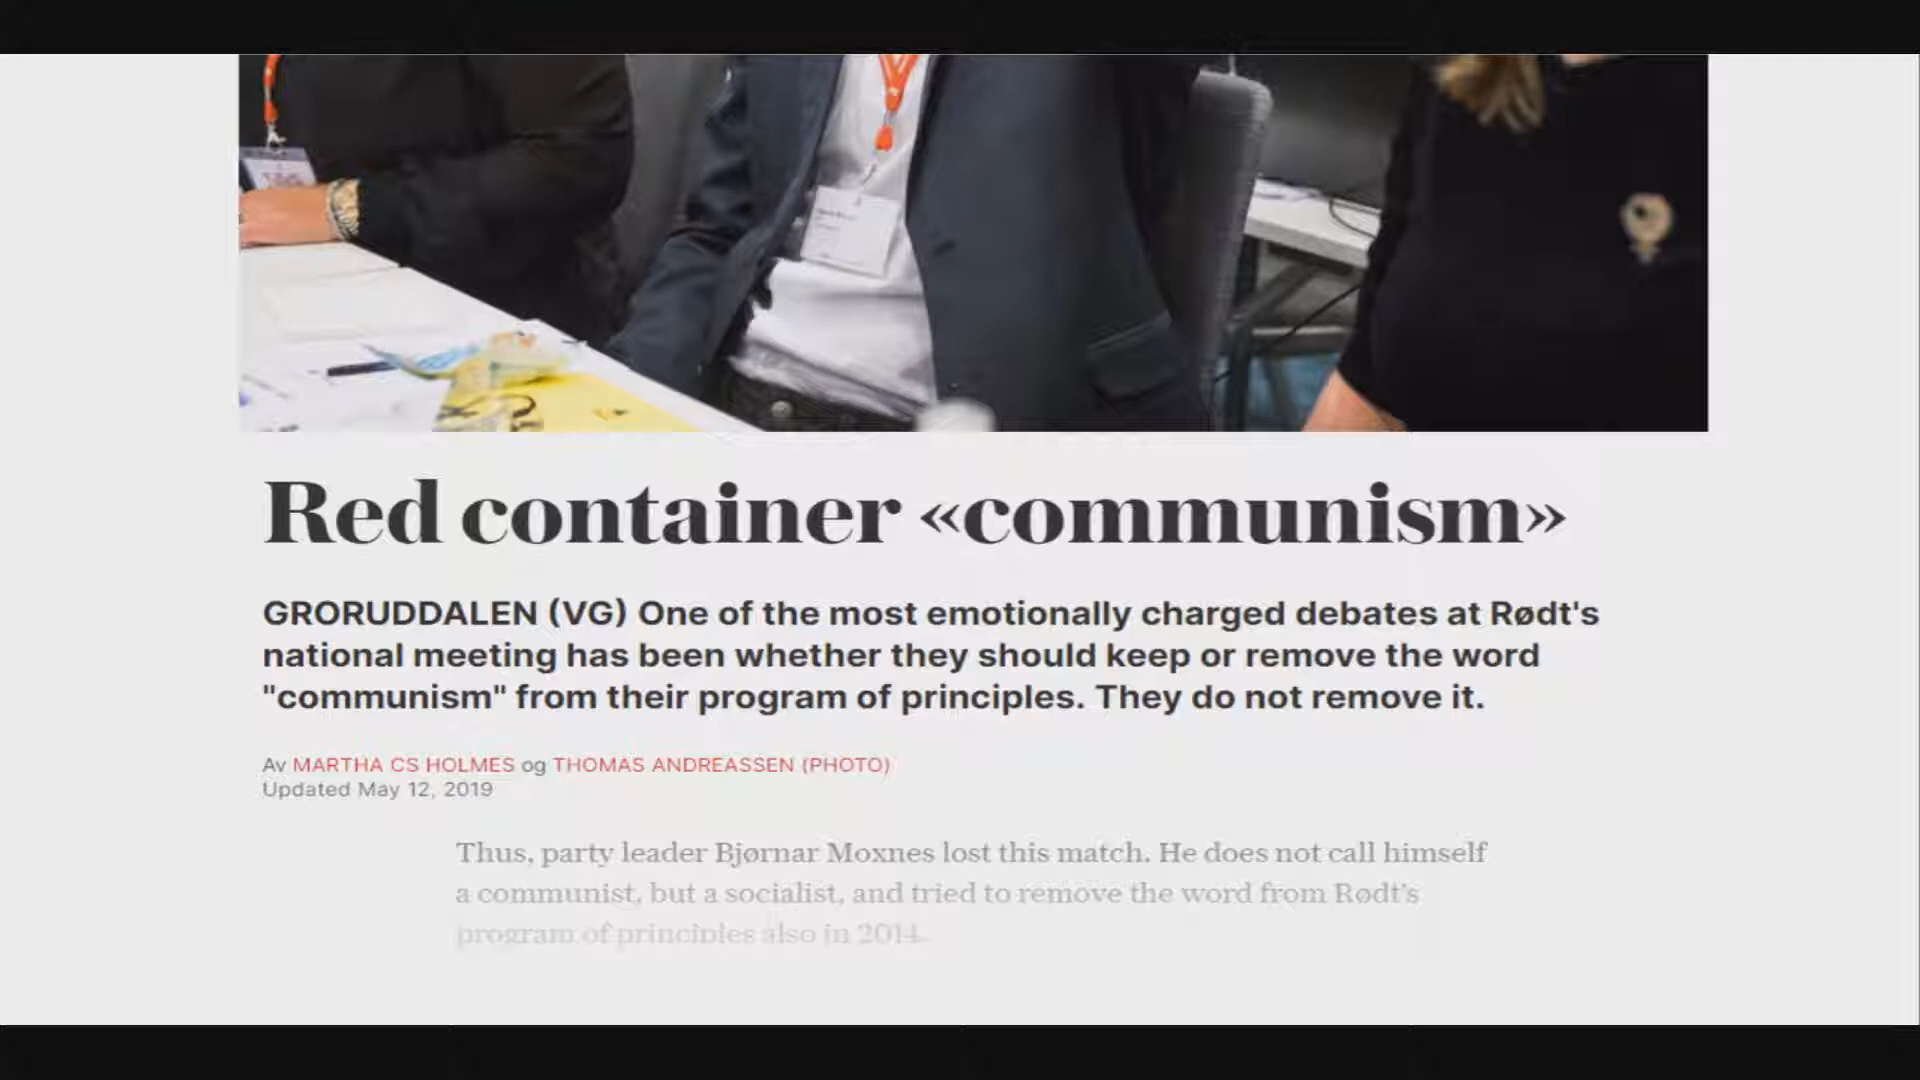 Red container «communism»
GRORUDDALEN (VG) One of the most emotionally charged debates at Rødt's
national meeting has been whether they should keep or remove the word
"communism" from their program of principles. They do not remove it.
Av MARTHA CS HOLMES og THOMAS ANDREASSEN (PHOTO)
Updated May 12, 2019
Thus, party leader Bjørnar Moxnes lost this match. He does not call himself
a communist, but a socialist, and tried to remove the word from Rødt's
program of principles also in 2014.